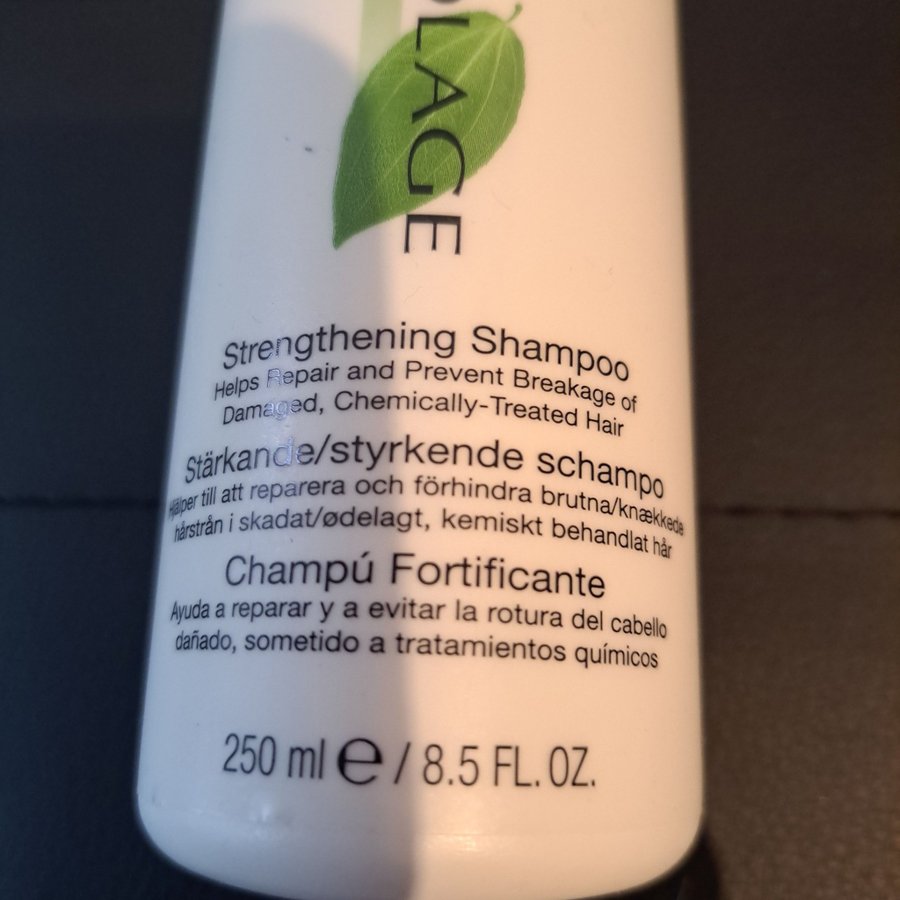 OLAGE
Strengthening Shampoo
Helps Repair and Prevent Breakage of
Damaged, Chemically-Treated Hair
Stärkande/styrkende schampo
Hjälper till att reparera och förhindra brutna/knækkede
hårstrån i skadat/ødelagt, kemiskt behandlat hår
Champú Fortificante
Ayuda a reparar y a evitar la rotura del cabello
dañado, sometido a tratamientos químicos
250 ml e / 8.5 FL. OZ.